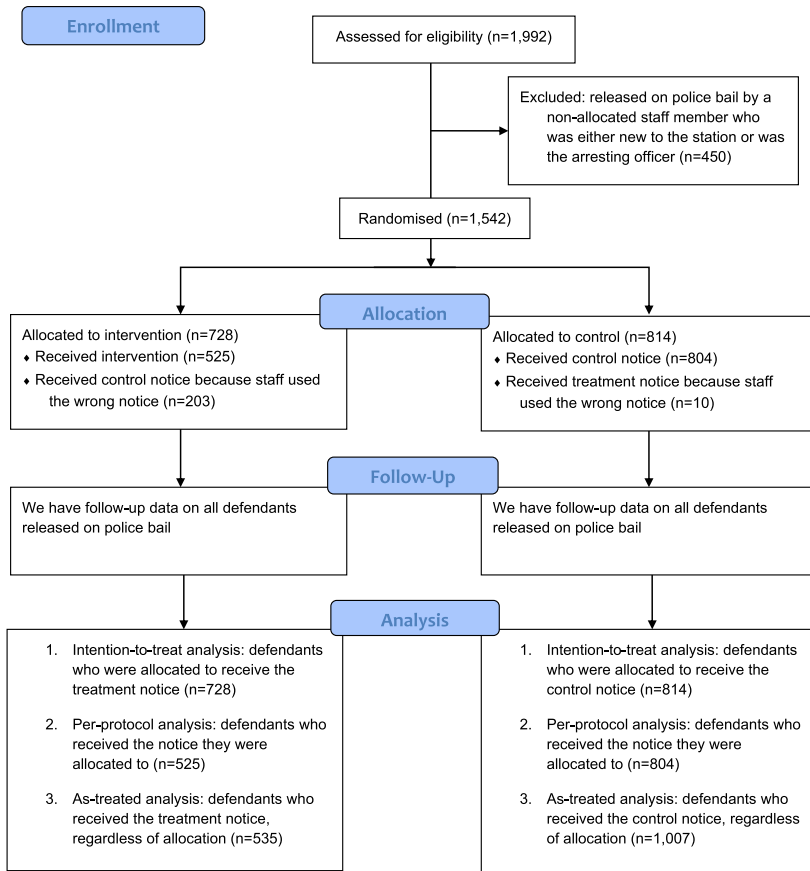 Enrollment
Assessed for eligibility (n=1,992)
Excluded: released on police bail by a
non-allocated staff member who
was either new to the station or was
the arresting officer (n=450)
Randomised (n=1,542)
Allocation
Allocated to intervention (n=728)
♦ Received intervention (n=525)
♦ Received control notice because staff used
the wrong notice (n=203)
Allocated to control (n=814)
♦ Received control notice (n=804)
♦ Received treatment notice because staff
used the wrong notice (n=10)
Follow-Up
We have follow-up data on all defendants
released on police bail
We have follow-up data on all defendants
released on police bail
Analysis
1. Intention-to-treat analysis: defendants
who were allocated to receive the
treatment notice (n=728)
2. Per-protocol analysis: defendants who
received the notice they were
allocated to (n=525)
3. As-treated analysis: defendants who
received the treatment notice,
regardless of allocation (n=535)
1. Intention-to-treat analysis: defendants
who were allocated to receive the
control notice (n=814)
2. Per-protocol analysis: defendants who
received the notice they were
allocated to (n=804)
3. As-treated analysis: defendants who
received the control notice, regardless
of allocation (n=1,007)